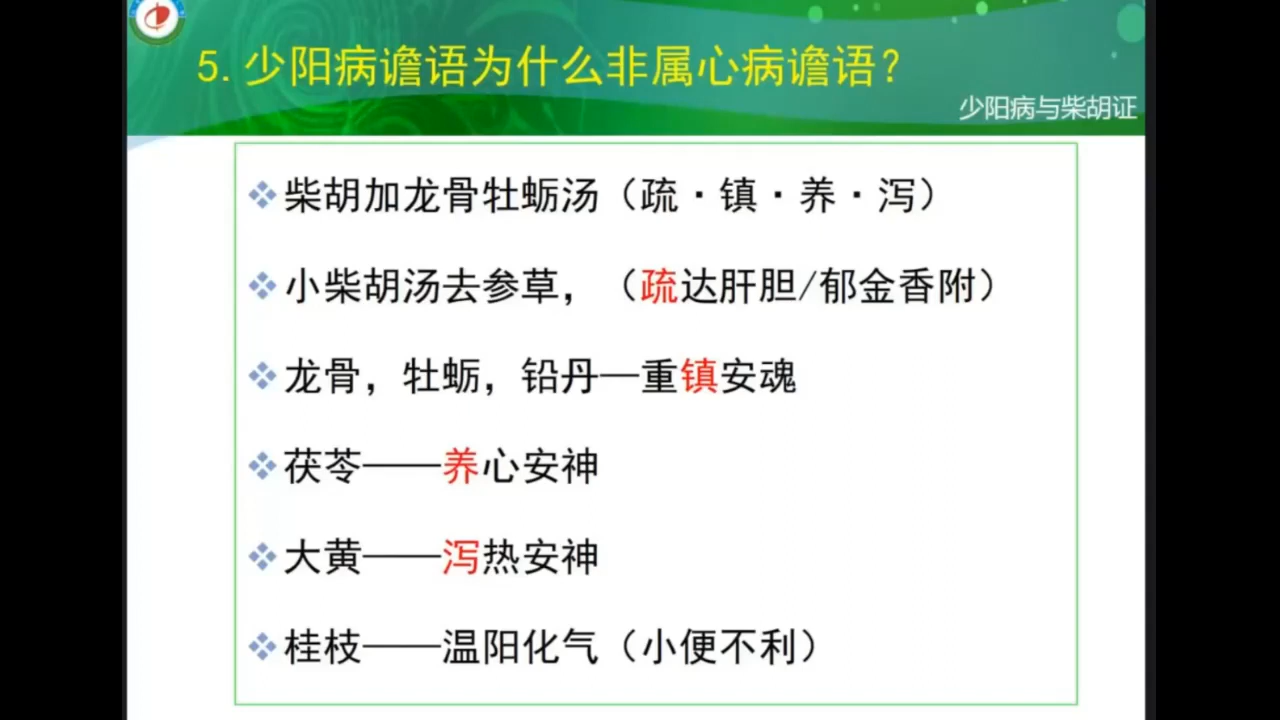 5. 少阳病谵语为什么非属心病谵语？
少阳病与柴胡证
柴胡加龙骨牡蛎汤（疏·镇·养·泻）
小柴胡汤去参草，（疏达肝胆/郁金香附）
龙骨，牡蛎，铅丹—重镇安魂
茯苓——养心安神
大黄——泻热安神
桂枝——温阳化气（小便不利）